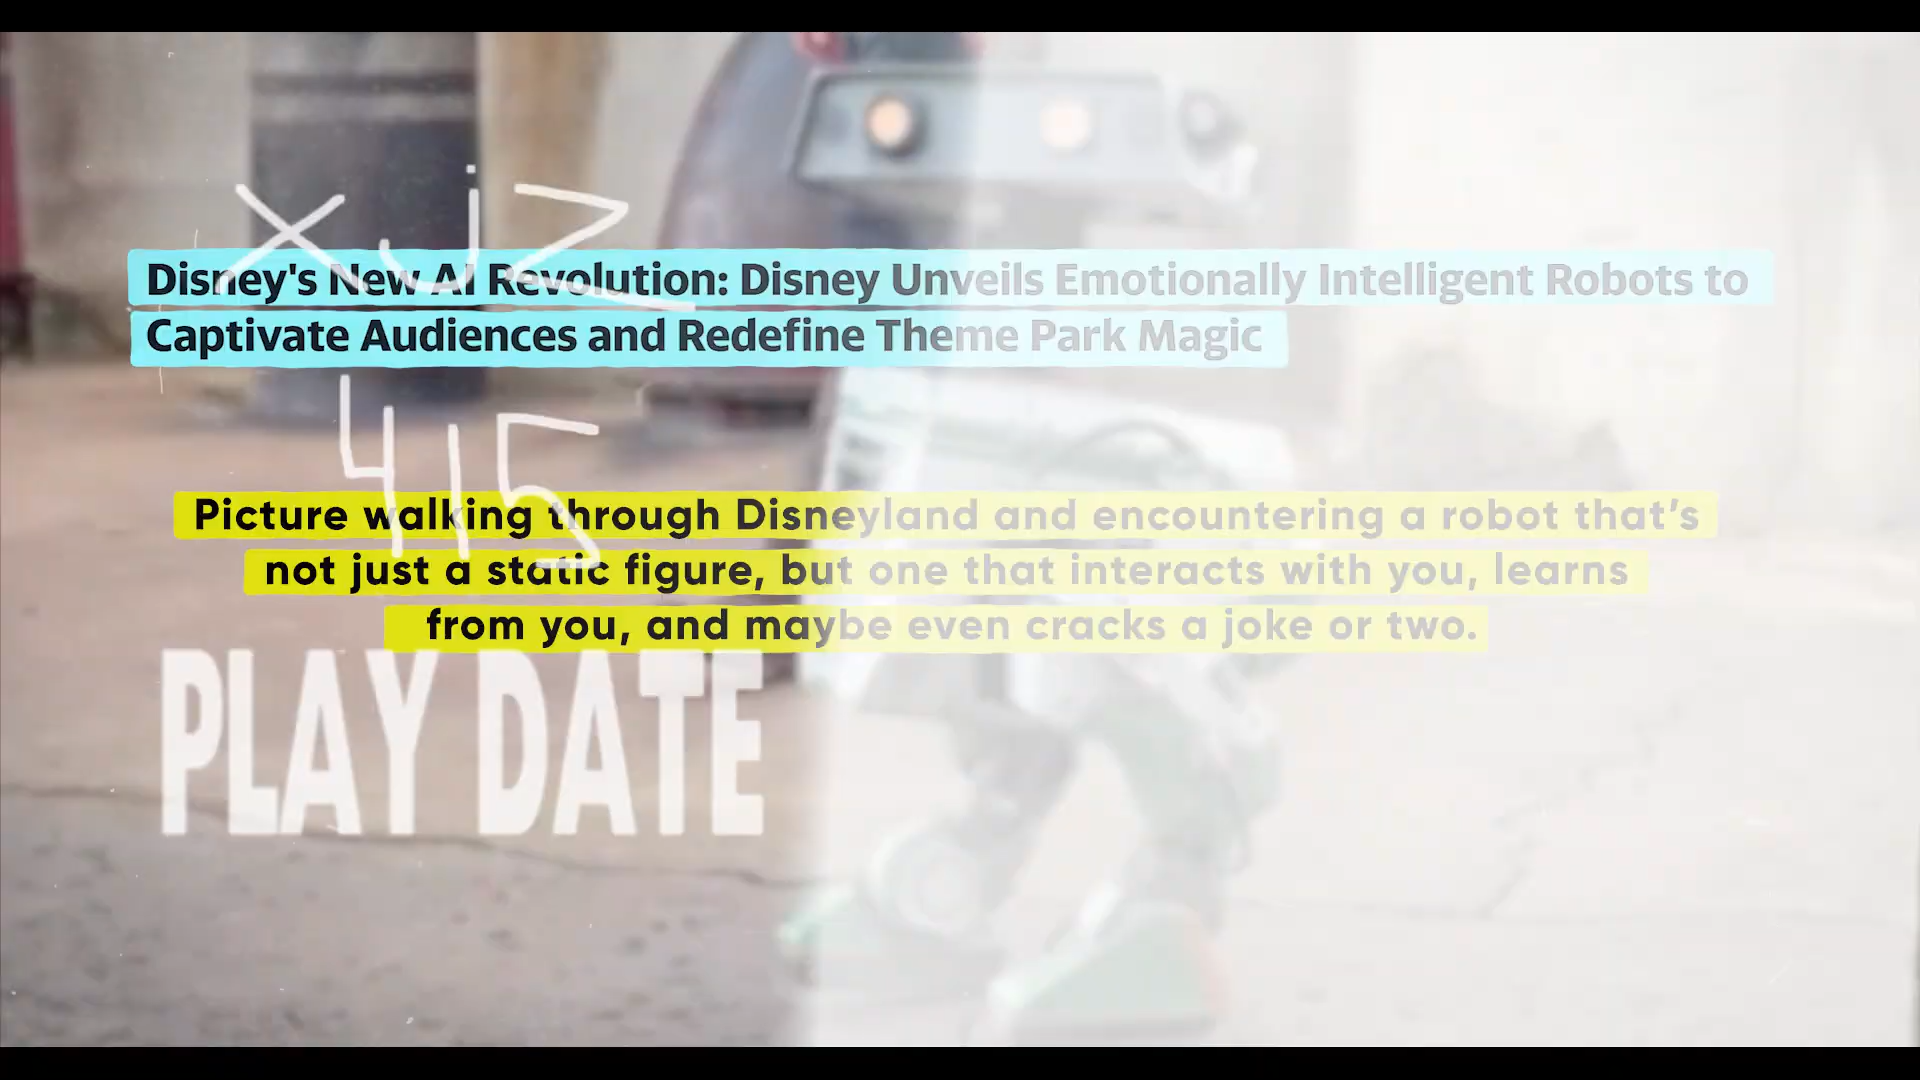 XJZ
Disney's New AI Revolution: Disney Unveils Emotionally Intelligent Robots to
Captivate Audiences and Redefine Theme Park Magic
415
Picture walking through Disneyland and encountering a robot that's
not just a static figure, but one that interacts with you, learns
from you, and maybe even cracks a joke or two.
PLAY DATE